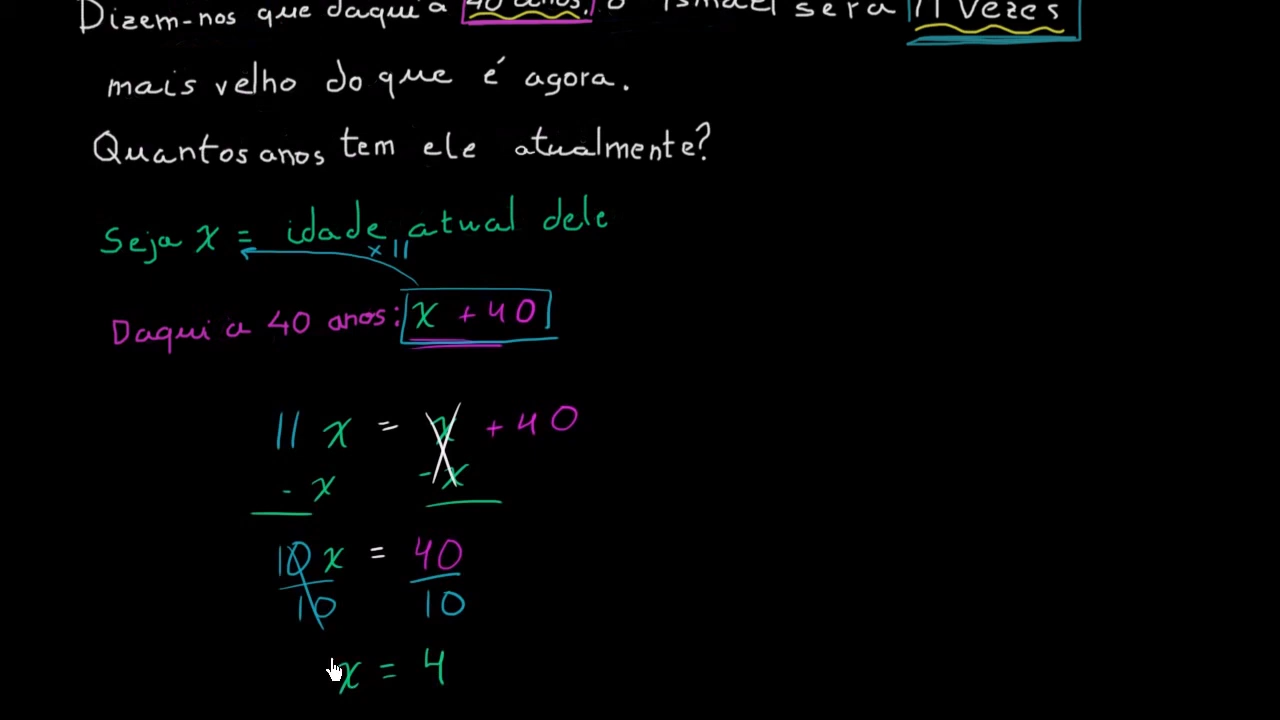 Dizem-nos que daqui a 40 anos, o Ismael será 11 vezes
mais velho do que é agora.
Quantos anos tem ele atualmente?
Seja x = idade atual dele
x 11
Daqui a 40 anos: x + 40
11 x = x + 40
- x - x
10 x = 40
10 10
x = 4